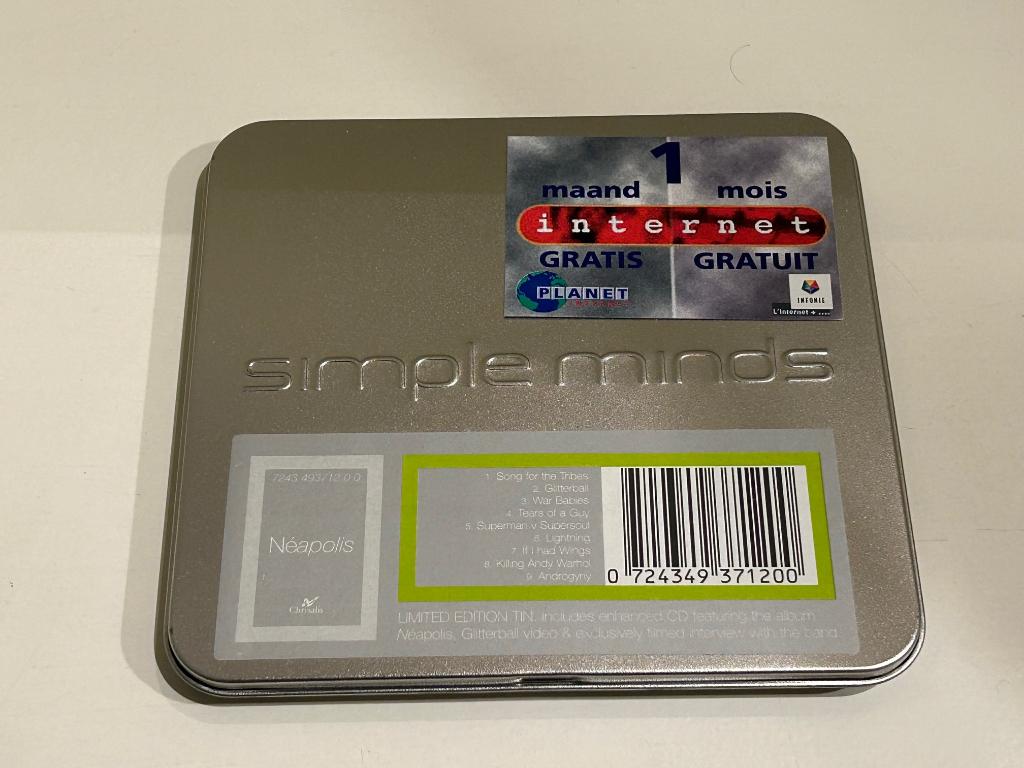 1
maand mois
internet
GRATIS GRATUIT
PLANET
INFONIE
L'internet + ....
simple minds
7243 493712 0 0
Néapolis
Chrysalis
1. Song for the Tribes
2. Glitterball
3. War Babies
4. Tears of a Guy
5. Superman v Supersoul
6. Lightning
7. If I had Wings
8. Killing Andy Warhol
9. Androgyny
0 724349 371200
LIMITED EDITION TIN. includes enhanced CD featuring the album
Néapolis, Glitterball video & exclusively filmed interview with the band